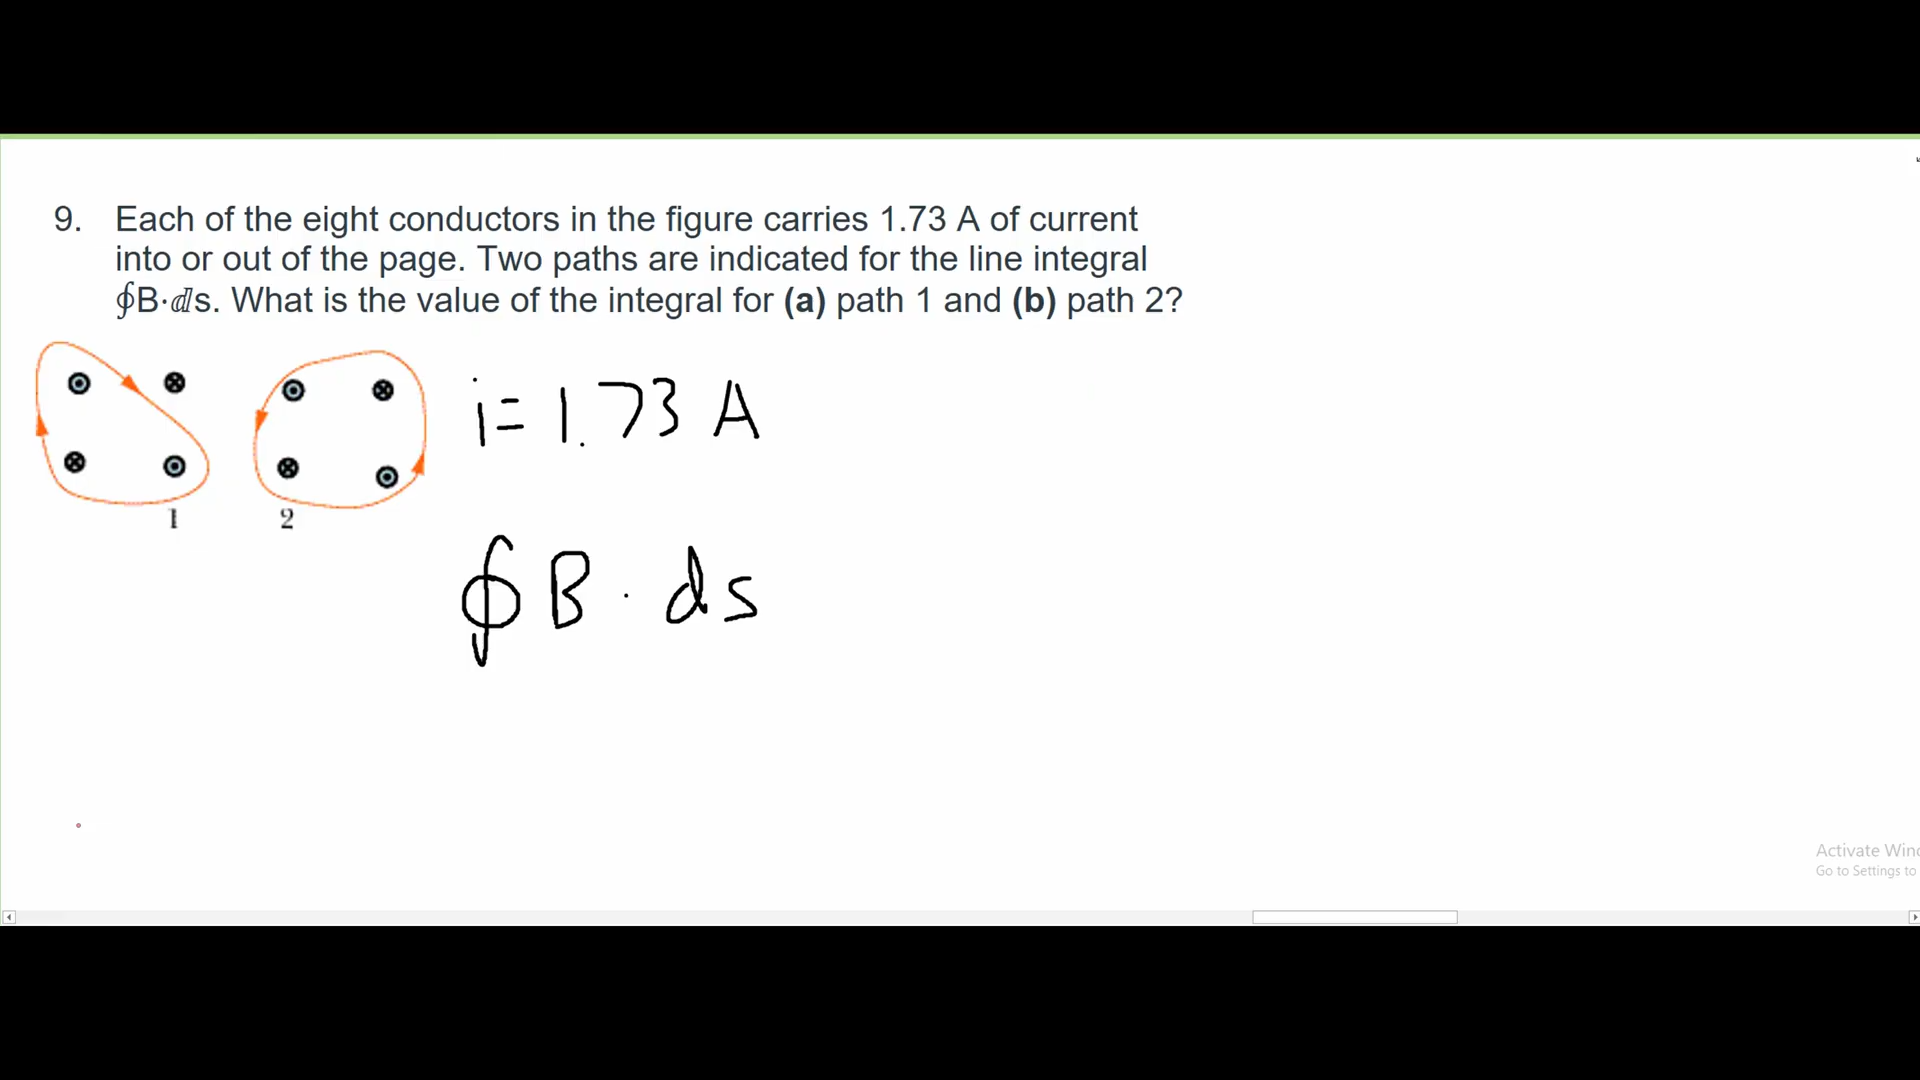 9. Each of the eight conductors in the figure carries 1.73 A of current
into or out of the page. Two paths are indicated for the line integral
∮B·ⅆs. What is the value of the integral for (a) path 1 and (b) path 2?
i = 1.73 A
1 2
∮ B · ds
Activate Win
Go to Settings to